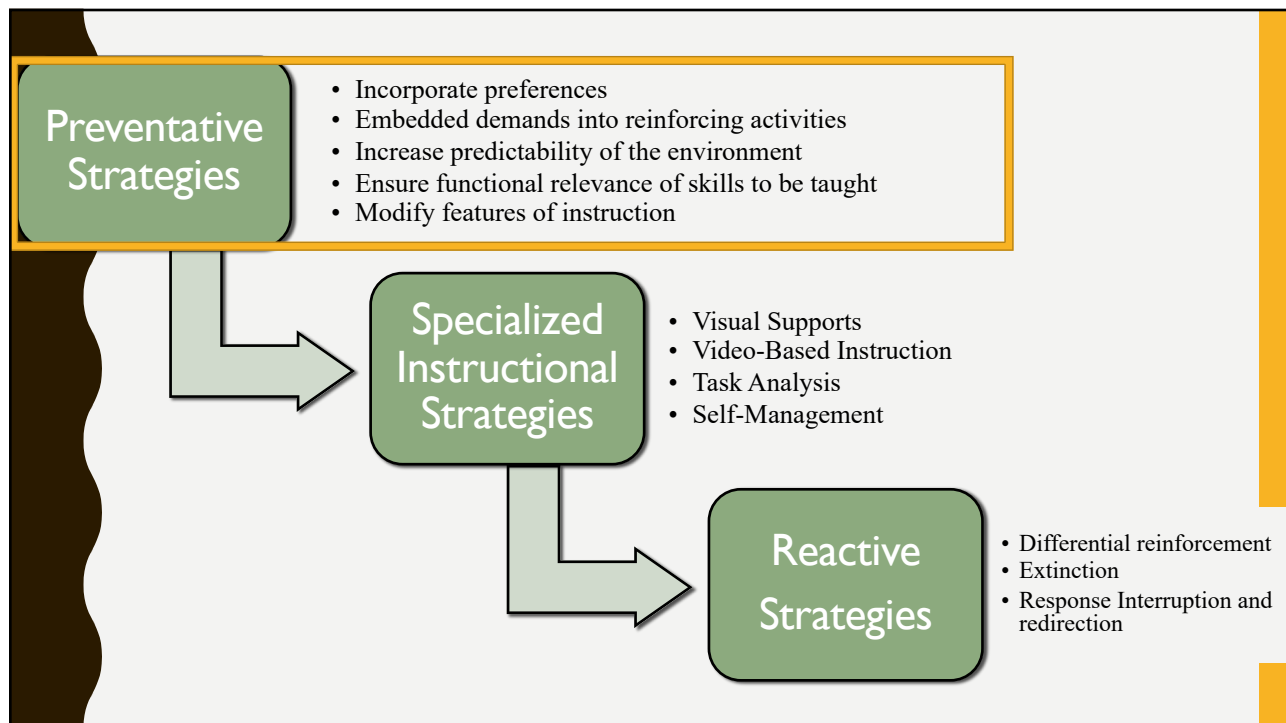 Preventative
Strategies
• Incorporate preferences
• Embedded demands into reinforcing activities
• Increase predictability of the environment
• Ensure functional relevance of skills to be taught
• Modify features of instruction
Specialized
Instructional
Strategies
• Visual Supports
• Video-Based Instruction
• Task Analysis
• Self-Management
Reactive
Strategies
• Differential reinforcement
• Extinction
• Response Interruption and
redirection